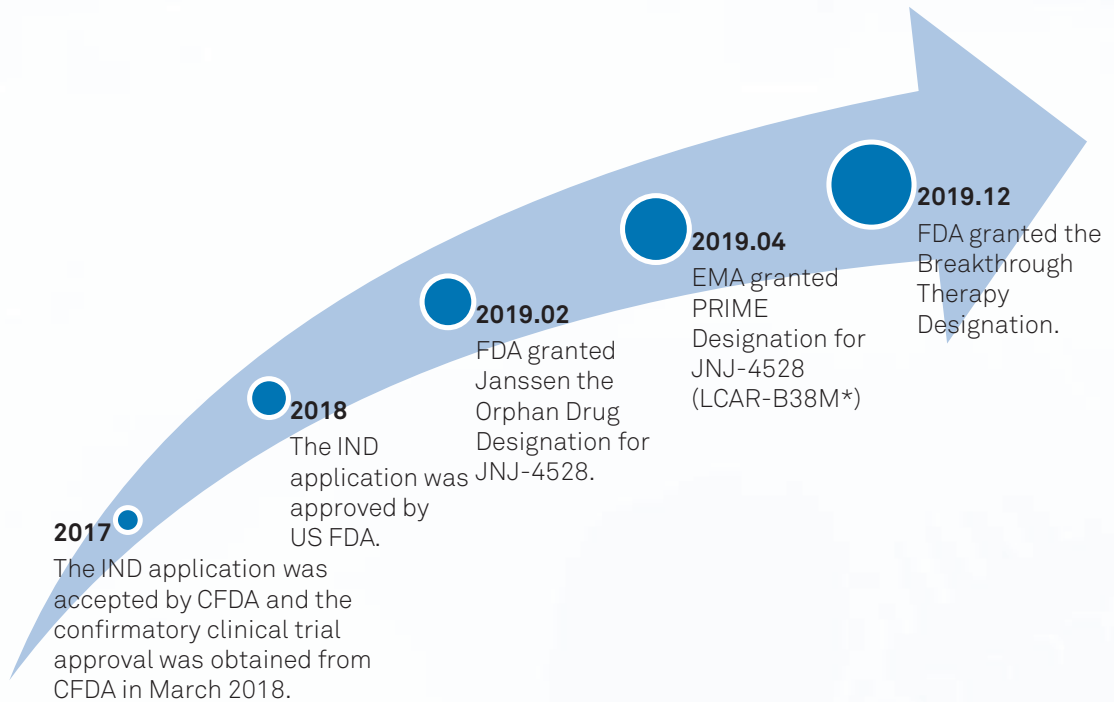 2017
The IND application was
accepted by CFDA and the
confirmatory clinical trial
approval was obtained from
CFDA in March 2018.
2018
The IND
application was
approved by
US FDA.
2019.02
FDA granted
Janssen the
Orphan Drug
Designation for
JNJ-4528.
2019.04
EMA granted
PRIME
Designation for
JNJ-4528
(LCAR-B38M*)
2019.12
FDA granted the
Breakthrough
Therapy
Designation.